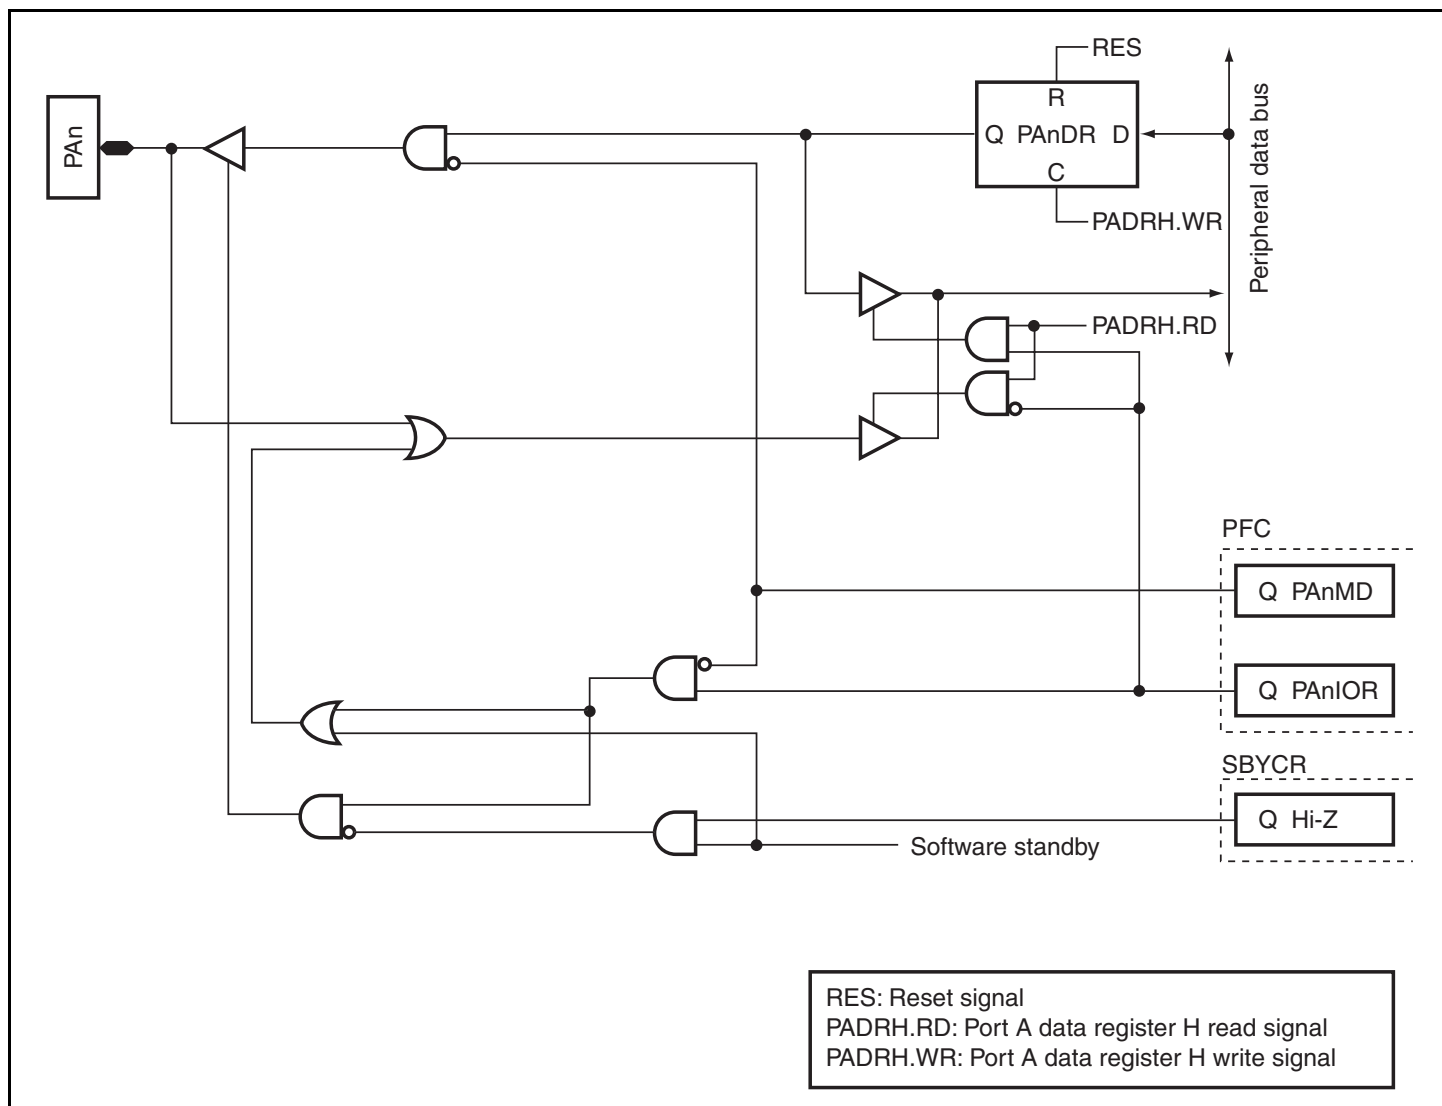 RES
R
Q PAnDR D
C
PADRH.WR
Peripheral data bus
PAn
PADRH.RD
PFC
Q PAnMD
Q PAnIOR
SBYCR
Q Hi-Z
Software standby
RES: Reset signal
PADRH.RD: Port A data register H read signal
PADRH.WR: Port A data register H write signal